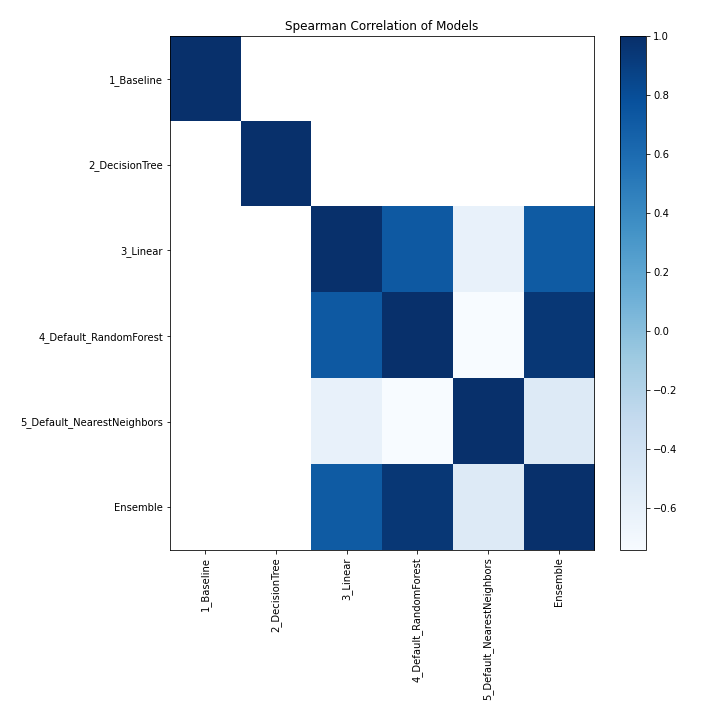 Spearman Correlation of Models
1_Baseline
2_DecisionTree
3_Linear
4_Default_RandomForest
5_Default_NearestNeighbors
Ensemble
1_Baseline
2_DecisionTree
3_Linear
4_Default_RandomForest
5_Default_NearestNeighbors
Ensemble
1.0
0.8
0.6
0.4
0.2
0.0
−0.2
−0.4
−0.6